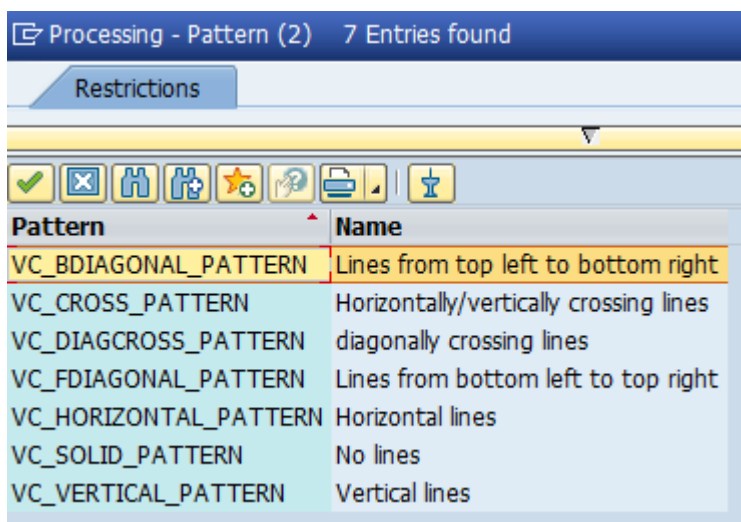 Processing - Pattern (2) 7 Entries found
Restrictions
Pattern Name
VC_BDIAGONAL_PATTERN Lines from top left to bottom right
VC_CROSS_PATTERN Horizontally/vertically crossing lines
VC_DIAGCROSS_PATTERN diagonally crossing lines
VC_FDIAGONAL_PATTERN Lines from bottom left to top right
VC_HORIZONTAL_PATTERN Horizontal lines
VC_SOLID_PATTERN No lines
VC_VERTICAL_PATTERN Vertical lines